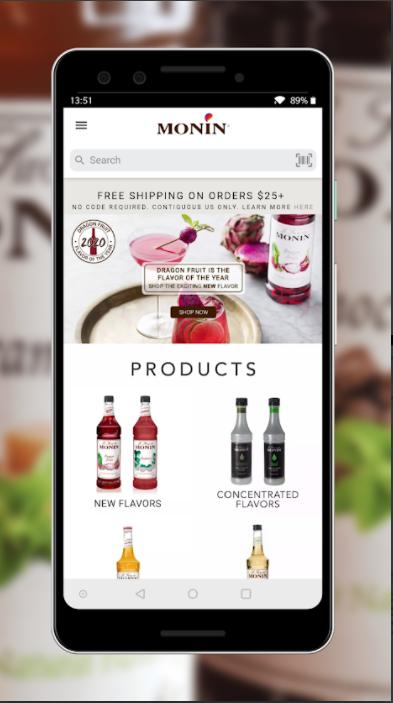 13:51
89%
MONIN
Search
FREE SHIPPING ON ORDERS $25+
NO CODE REQUIRED. CONTIGUOUS US ONLY. LEARN MORE HERE
DRAGON FRUIT
2020
FLAVOR OF THE YEAR
MONIN
DRAGON FRUIT IS THE
FLAVOR OF THE YEAR
SHOP THE EXCITING NEW FLAVOR
SHOP NOW
PRODUCTS
MONIN
MONIN
NEW FLAVORS
CONCENTRATED
FLAVORS
MONIN